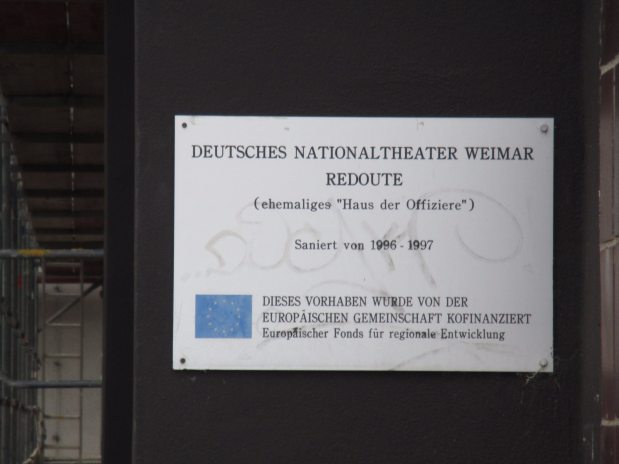 DEUTSCHES NATIONALTHEATER WEIMAR
REDOUTE
(ehemaliges "Haus der Offiziere")
Saniert von 1996 - 1997
DIESES VORHABEN WURDE VON DER
EUROPÄISCHEN GEMEINSCHAFT KOFINANZIERT
Europäischer Fonds für regionale Entwicklung